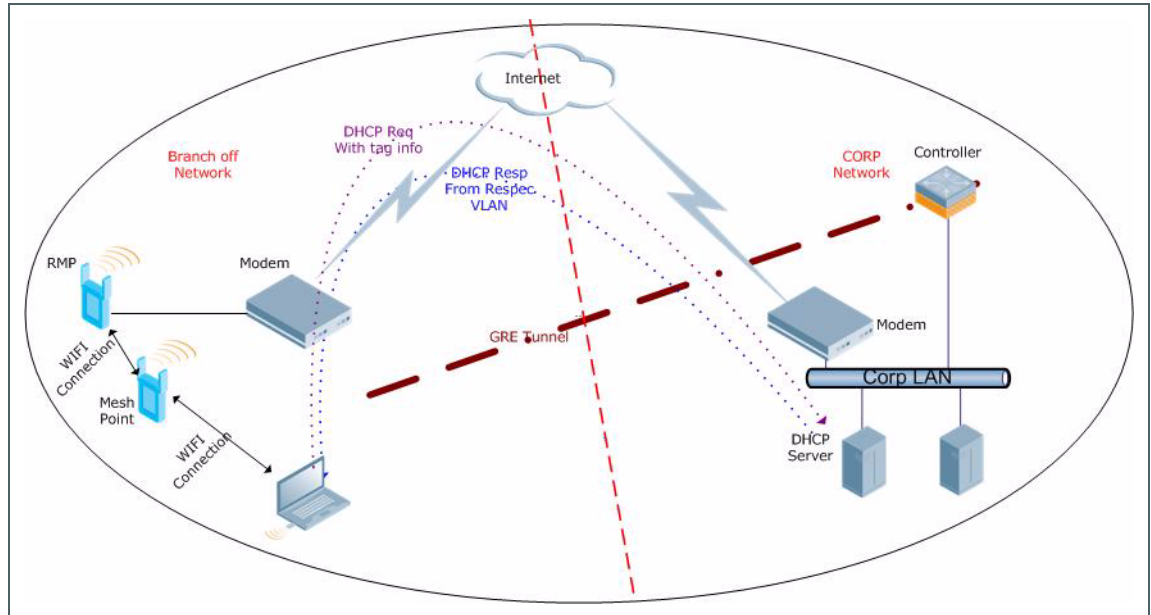 Internet
DHCP Req
With tag info
Branch off
Network
DHCP Resp
From Respec.
VLAN
CORP
Network
Controller
RMP
Modem
Modem
GRE Tunnel
WIFI
Connection
Mesh
Point
WIFI
Connection
Corp LAN
DHCP
Server